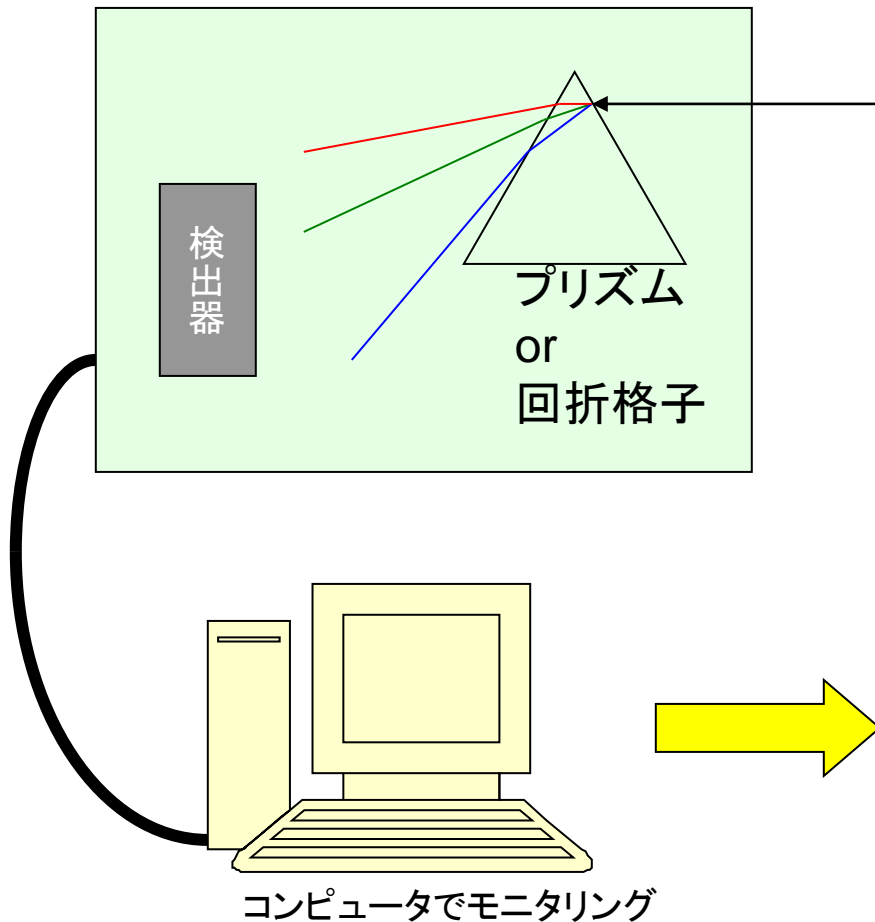 検出器
プリズム
or
回折格子
コンピュータでモニタリング